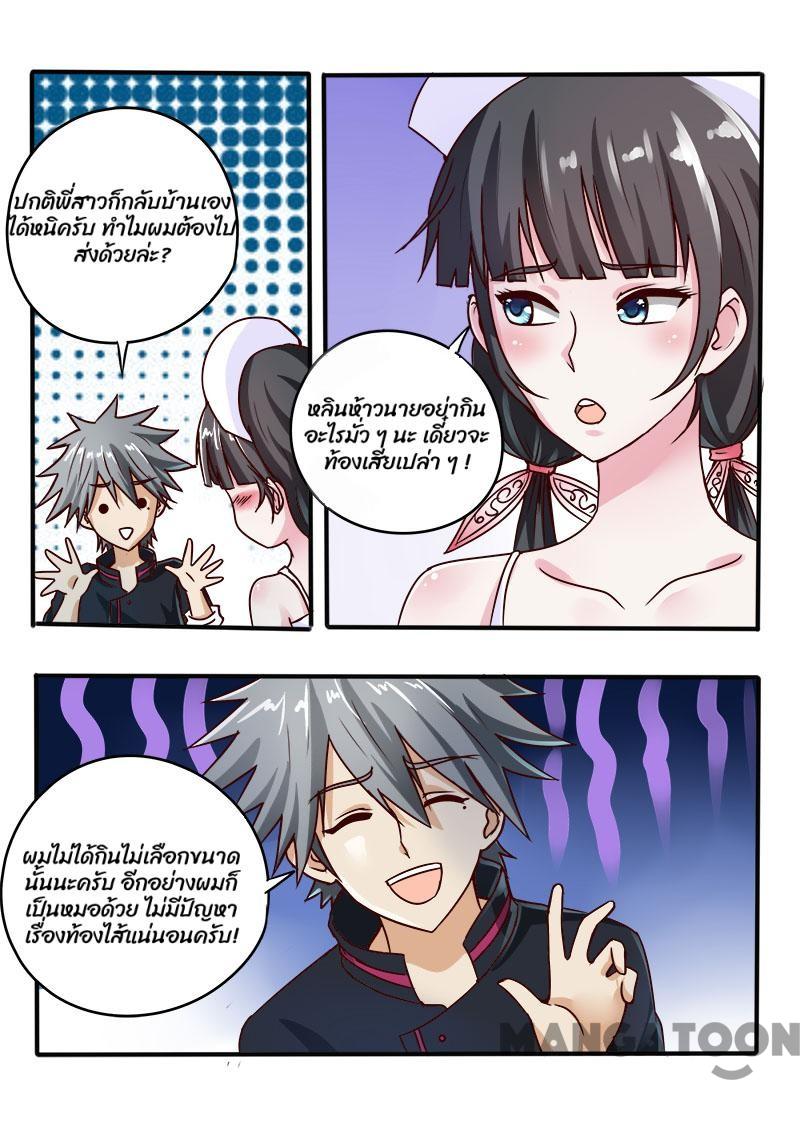 ปกติพี่สาวก็กลับบ้านเอง
ได้หนิครับ ทำไมผมต้องไป
ส่งด้วยล่ะ?
หลินห้าวนายอย่ากิน
อะไรมั่ว ๆ นะ เดี๋ยวจะ
ท้องเสียเปล่า ๆ !
ผมไม่ได้กินไม่เลือกขนาด
นั้นนะครับ อีกอย่างผมก็
เป็นหมอด้วย ไม่มีปัญหา
เรื่องท้องไส้แน่นอนครับ!
MANGATOON